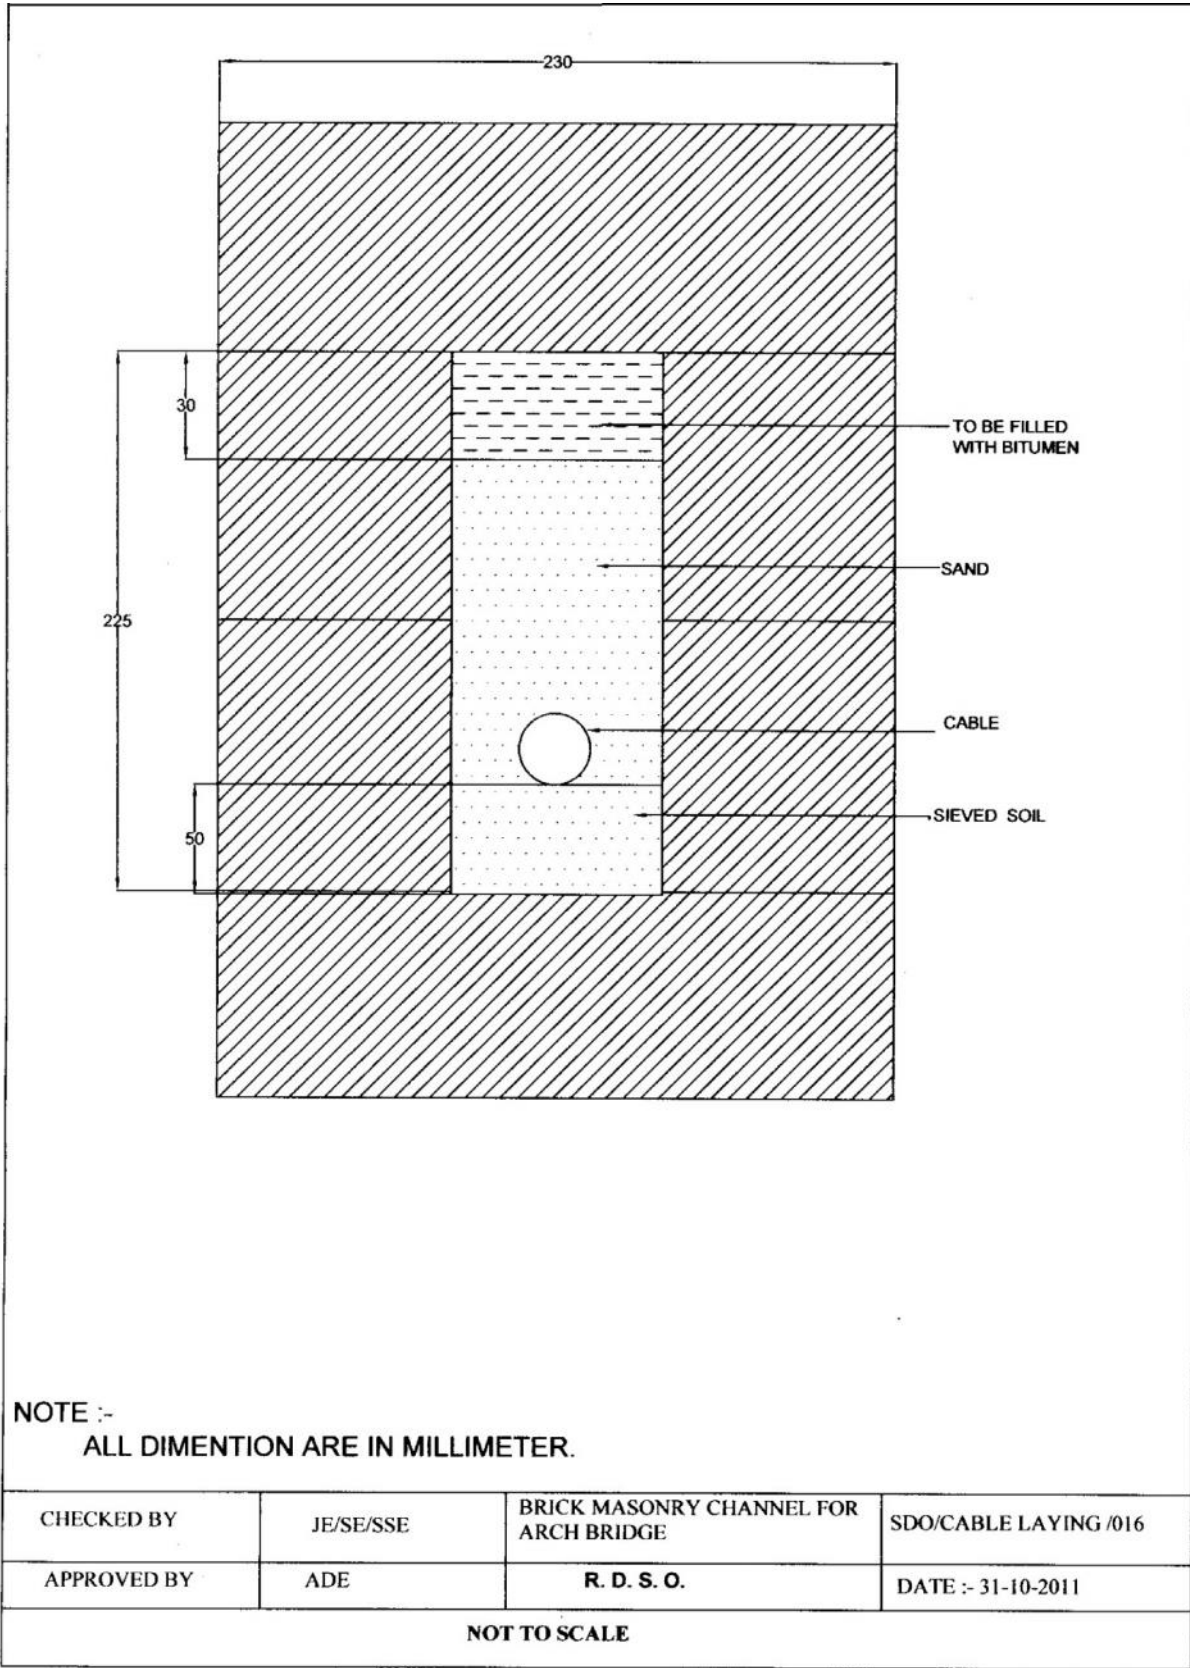 230
30
TO BE FILLED
WITH BITUMEN
SAND
225
CABLE
SIEVED SOIL
50
NOTE :-
ALL DIMENTION ARE IN MILLIMETER.
CHECKED BY
JE/SE/SSE
BRICK MASONRY CHANNEL FOR
ARCH BRIDGE
SDO/CABLE LAYING /016
APPROVED BY
ADE
R. D. S. O.
DATE :- 31-10-2011
NOT TO SCALE